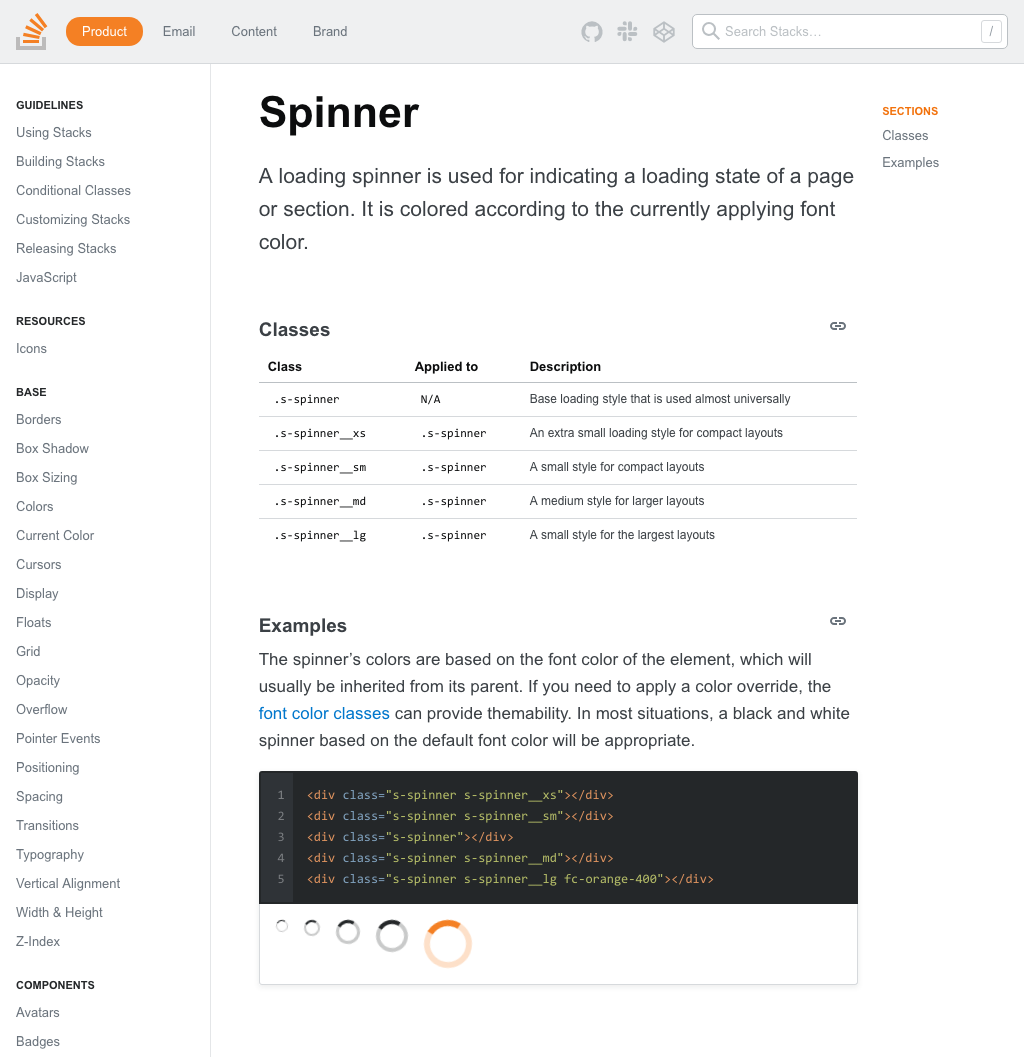 Product Email Content Brand Search Stacks… /
GUIDELINES
Using Stacks
Building Stacks
Conditional Classes
Customizing Stacks
Releasing Stacks
JavaScript
RESOURCES
Icons
BASE
Borders
Box Shadow
Box Sizing
Colors
Current Color
Cursors
Display
Floats
Grid
Opacity
Overflow
Pointer Events
Positioning
Spacing
Transitions
Typography
Vertical Alignment
Width & Height
Z-Index
COMPONENTS
Avatars
Badges
Spinner
A loading spinner is used for indicating a loading state of a page
or section. It is colored according to the currently applying font
color.
Classes
Class Applied to Description
.s-spinner N/A Base loading style that is used almost universally
.s-spinner__xs .s-spinner An extra small loading style for compact layouts
.s-spinner__sm .s-spinner A small style for compact layouts
.s-spinner__md .s-spinner A medium style for larger layouts
.s-spinner__lg .s-spinner A small style for the largest layouts
Examples
The spinner’s colors are based on the font color of the element, which will
usually be inherited from its parent. If you need to apply a color override, the
font color classes can provide themability. In most situations, a black and white
spinner based on the default font color will be appropriate.
1 <div class="s-spinner s-spinner__xs"></div>
2 <div class="s-spinner s-spinner__sm"></div>
3 <div class="s-spinner"></div>
4 <div class="s-spinner s-spinner__md"></div>
5 <div class="s-spinner s-spinner__lg fc-orange-400"></div>
SECTIONS
Classes
Examples